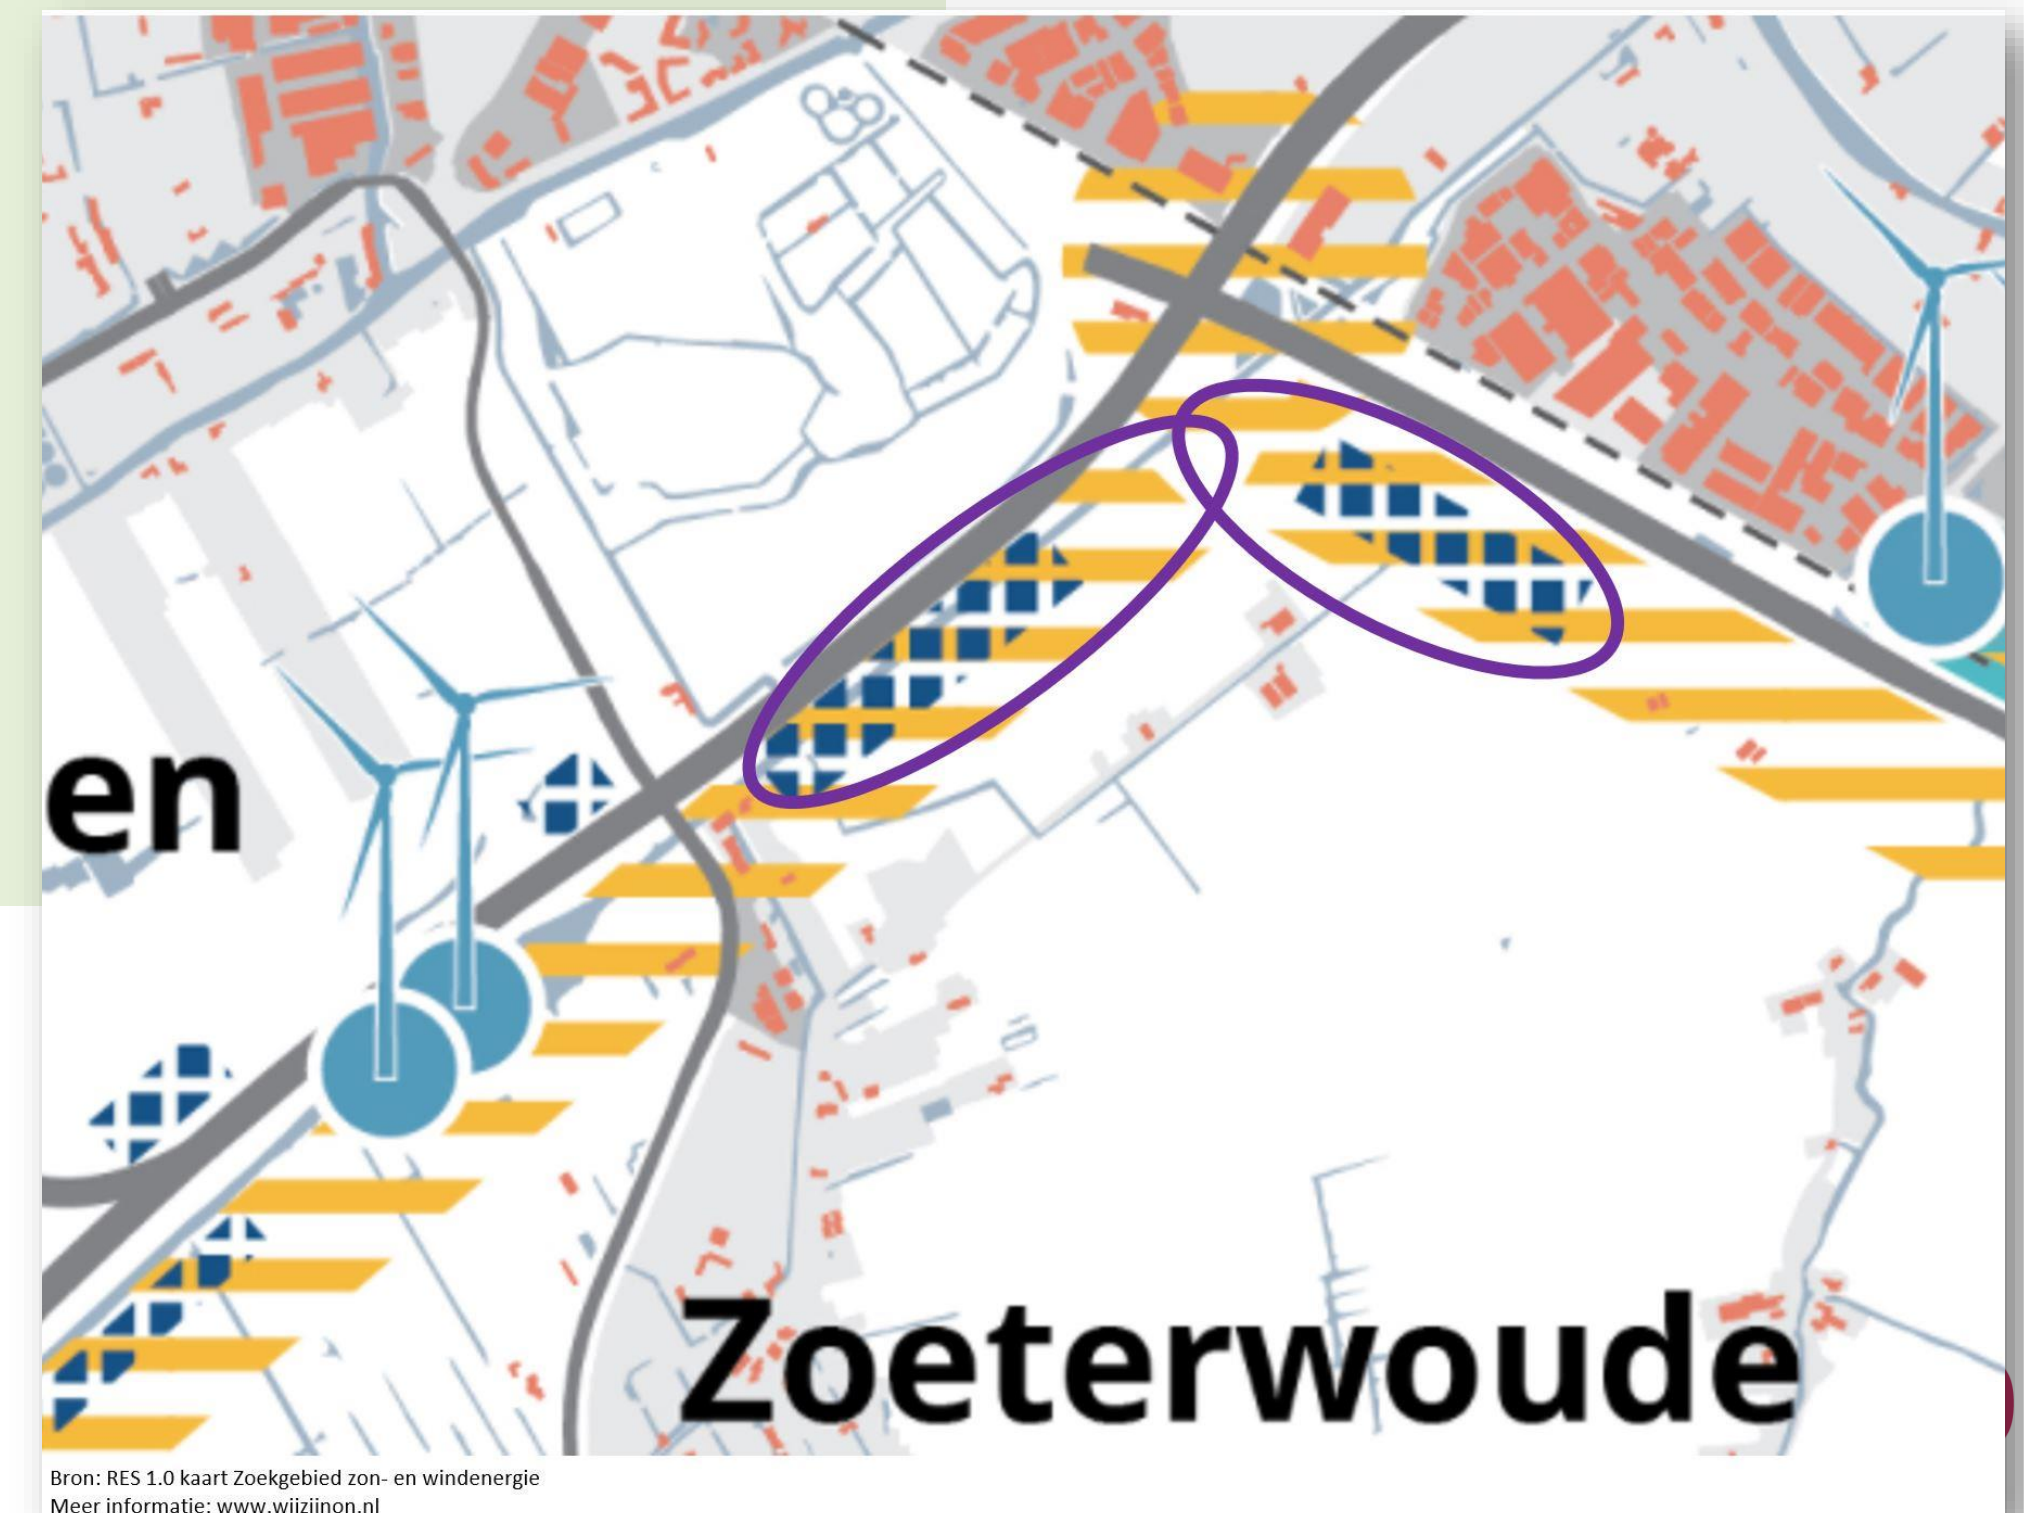 en
Zoeterwoude
Bron: RES 1.0 kaart Zoekgebied zon- en windenergie
Meer informatie: www.wijzijnon.nl